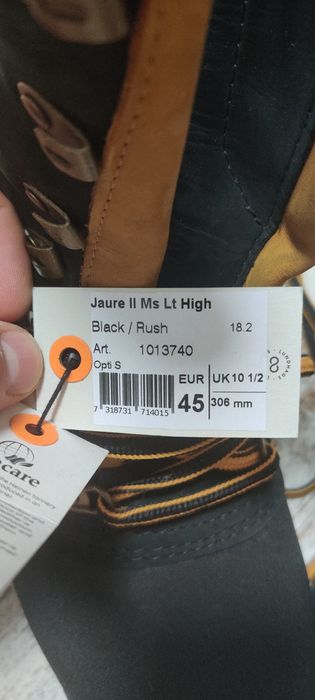 Jaure II Ms Lt High
Black / Rush 18.2
Art. 1013740
Opti S
EUR 45
UK 10 1/2
306 mm
7 318731 714015
LUNDHAGS
care